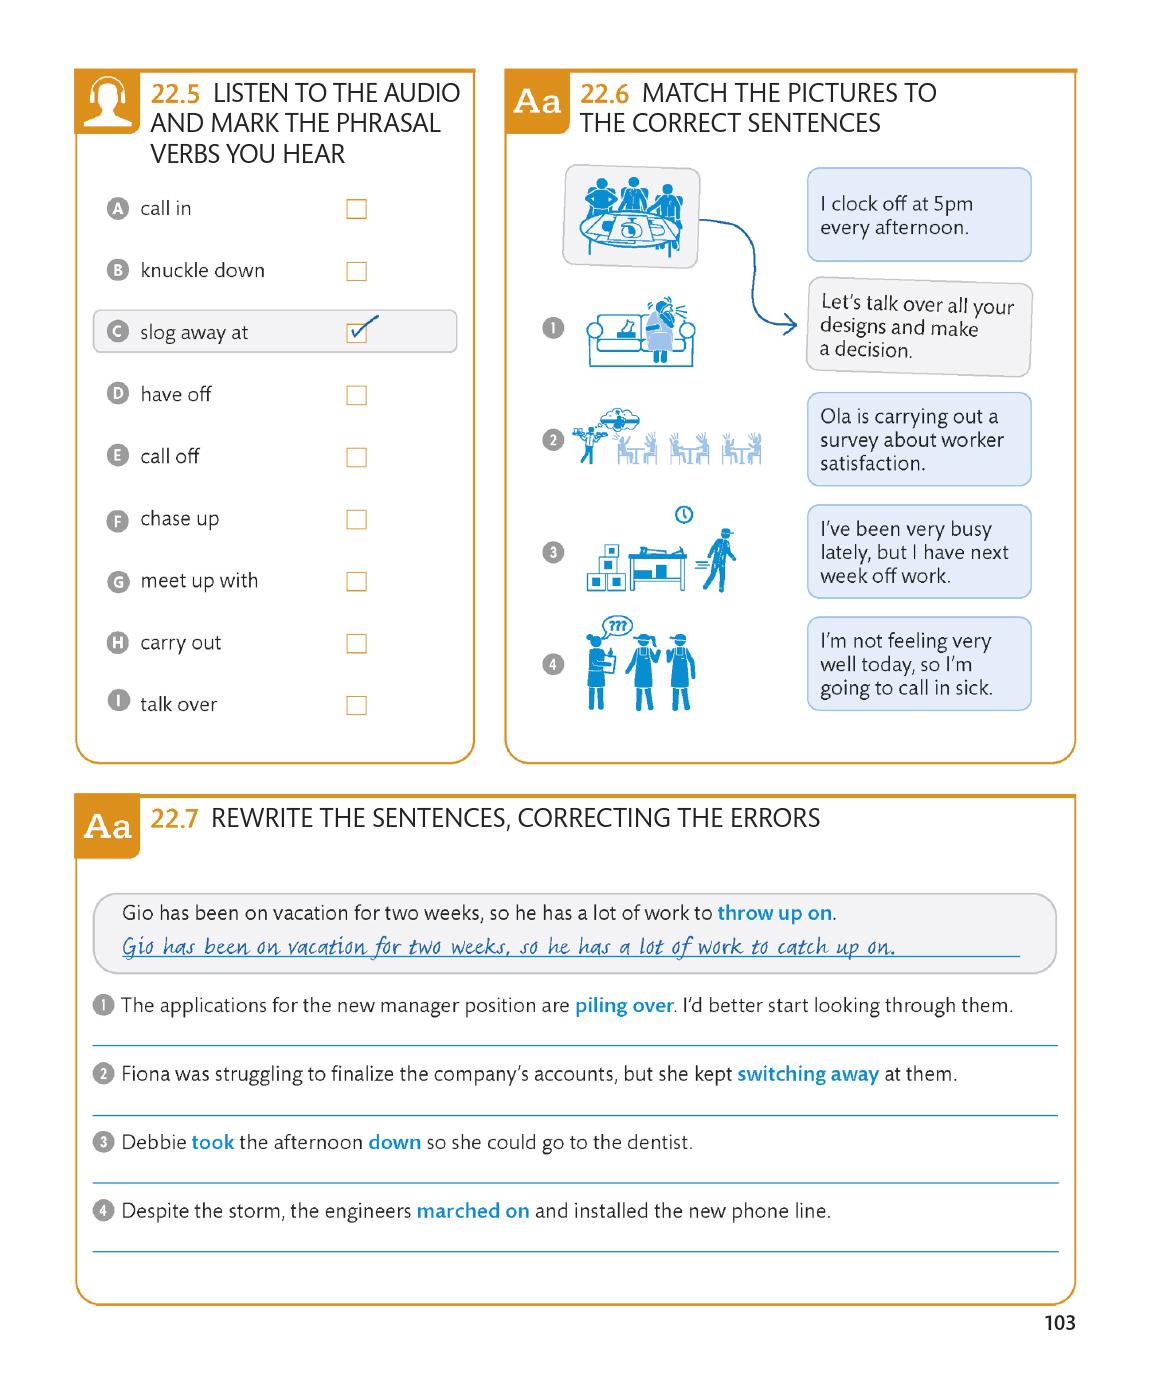 22.5 LISTEN TO THE AUDIO
AND MARK THE PHRASAL
VERBS YOU HEAR
A call in
B knuckle down
C slog away at
D have off
E call off
F chase up
G meet up with
H carry out
I talk over
Aa 22.6 MATCH THE PICTURES TO
THE CORRECT SENTENCES
I clock off at 5pm
every afternoon.
Let's talk over all your
designs and make
a decision.
1
Ola is carrying out a
survey about worker
satisfaction.
2
I've been very busy
lately, but I have next
week off work.
3
???
I'm not feeling very
well today, so I'm
going to call in sick.
4
Aa 22.7 REWRITE THE SENTENCES, CORRECTING THE ERRORS
Gio has been on vacation for two weeks, so he has a lot of work to throw up on.
Gio has been on vacation for two weeks, so he has a lot of work to catch up on.
1 The applications for the new manager position are piling over. I'd better start looking through them.
2 Fiona was struggling to finalize the company's accounts, but she kept switching away at them.
3 Debbie took the afternoon down so she could go to the dentist.
4 Despite the storm, the engineers marched on and installed the new phone line.
103